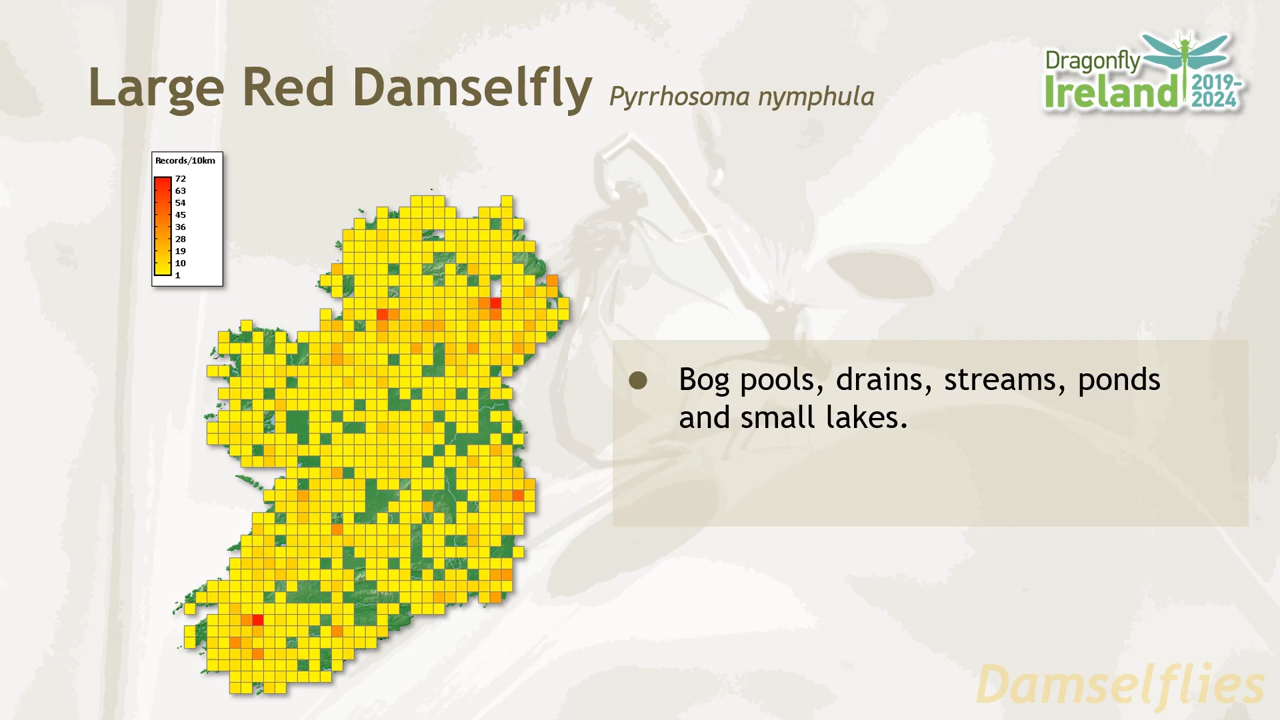 Large Red Damselfly Pyrrhosoma nymphula
Dragonfly
Ireland 2019-
2024
Records/10km
72
63
54
45
36
28
19
10
1
● Bog pools, drains, streams, ponds
and small lakes.
Damselflies